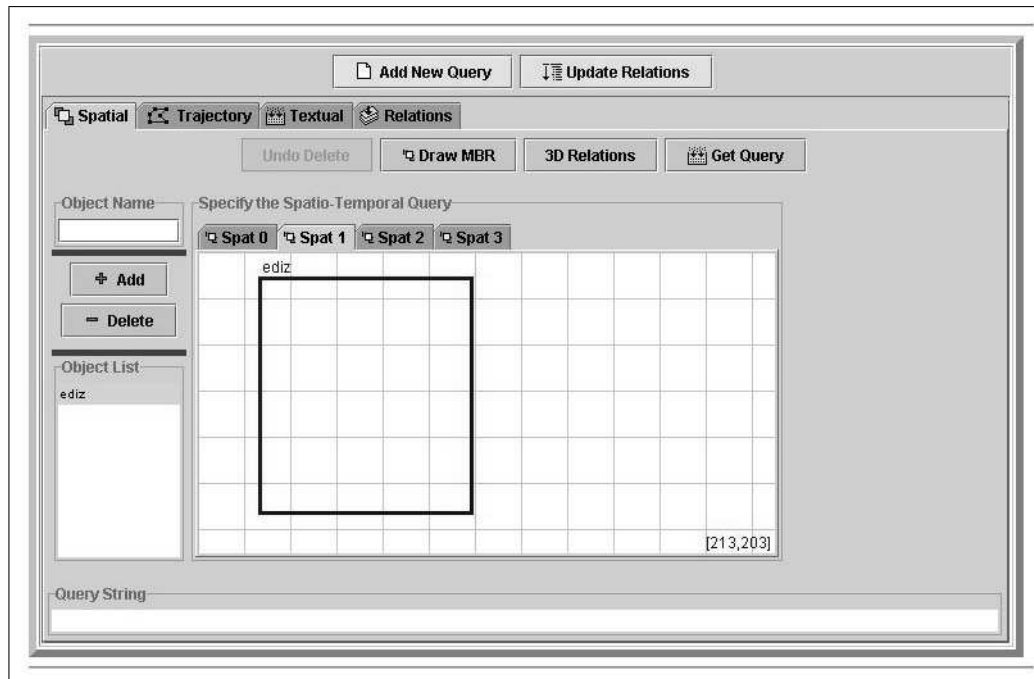 Add New Query Update Relations
Spatial Trajectory Textual Relations
Undo Delete Draw MBR 3D Relations Get Query
Object Name
Specify the Spatio-Temporal Query
Spat 0 Spat 1 Spat 2 Spat 3
ediz
Add
Delete
Object List
ediz
[213,203]
Query String